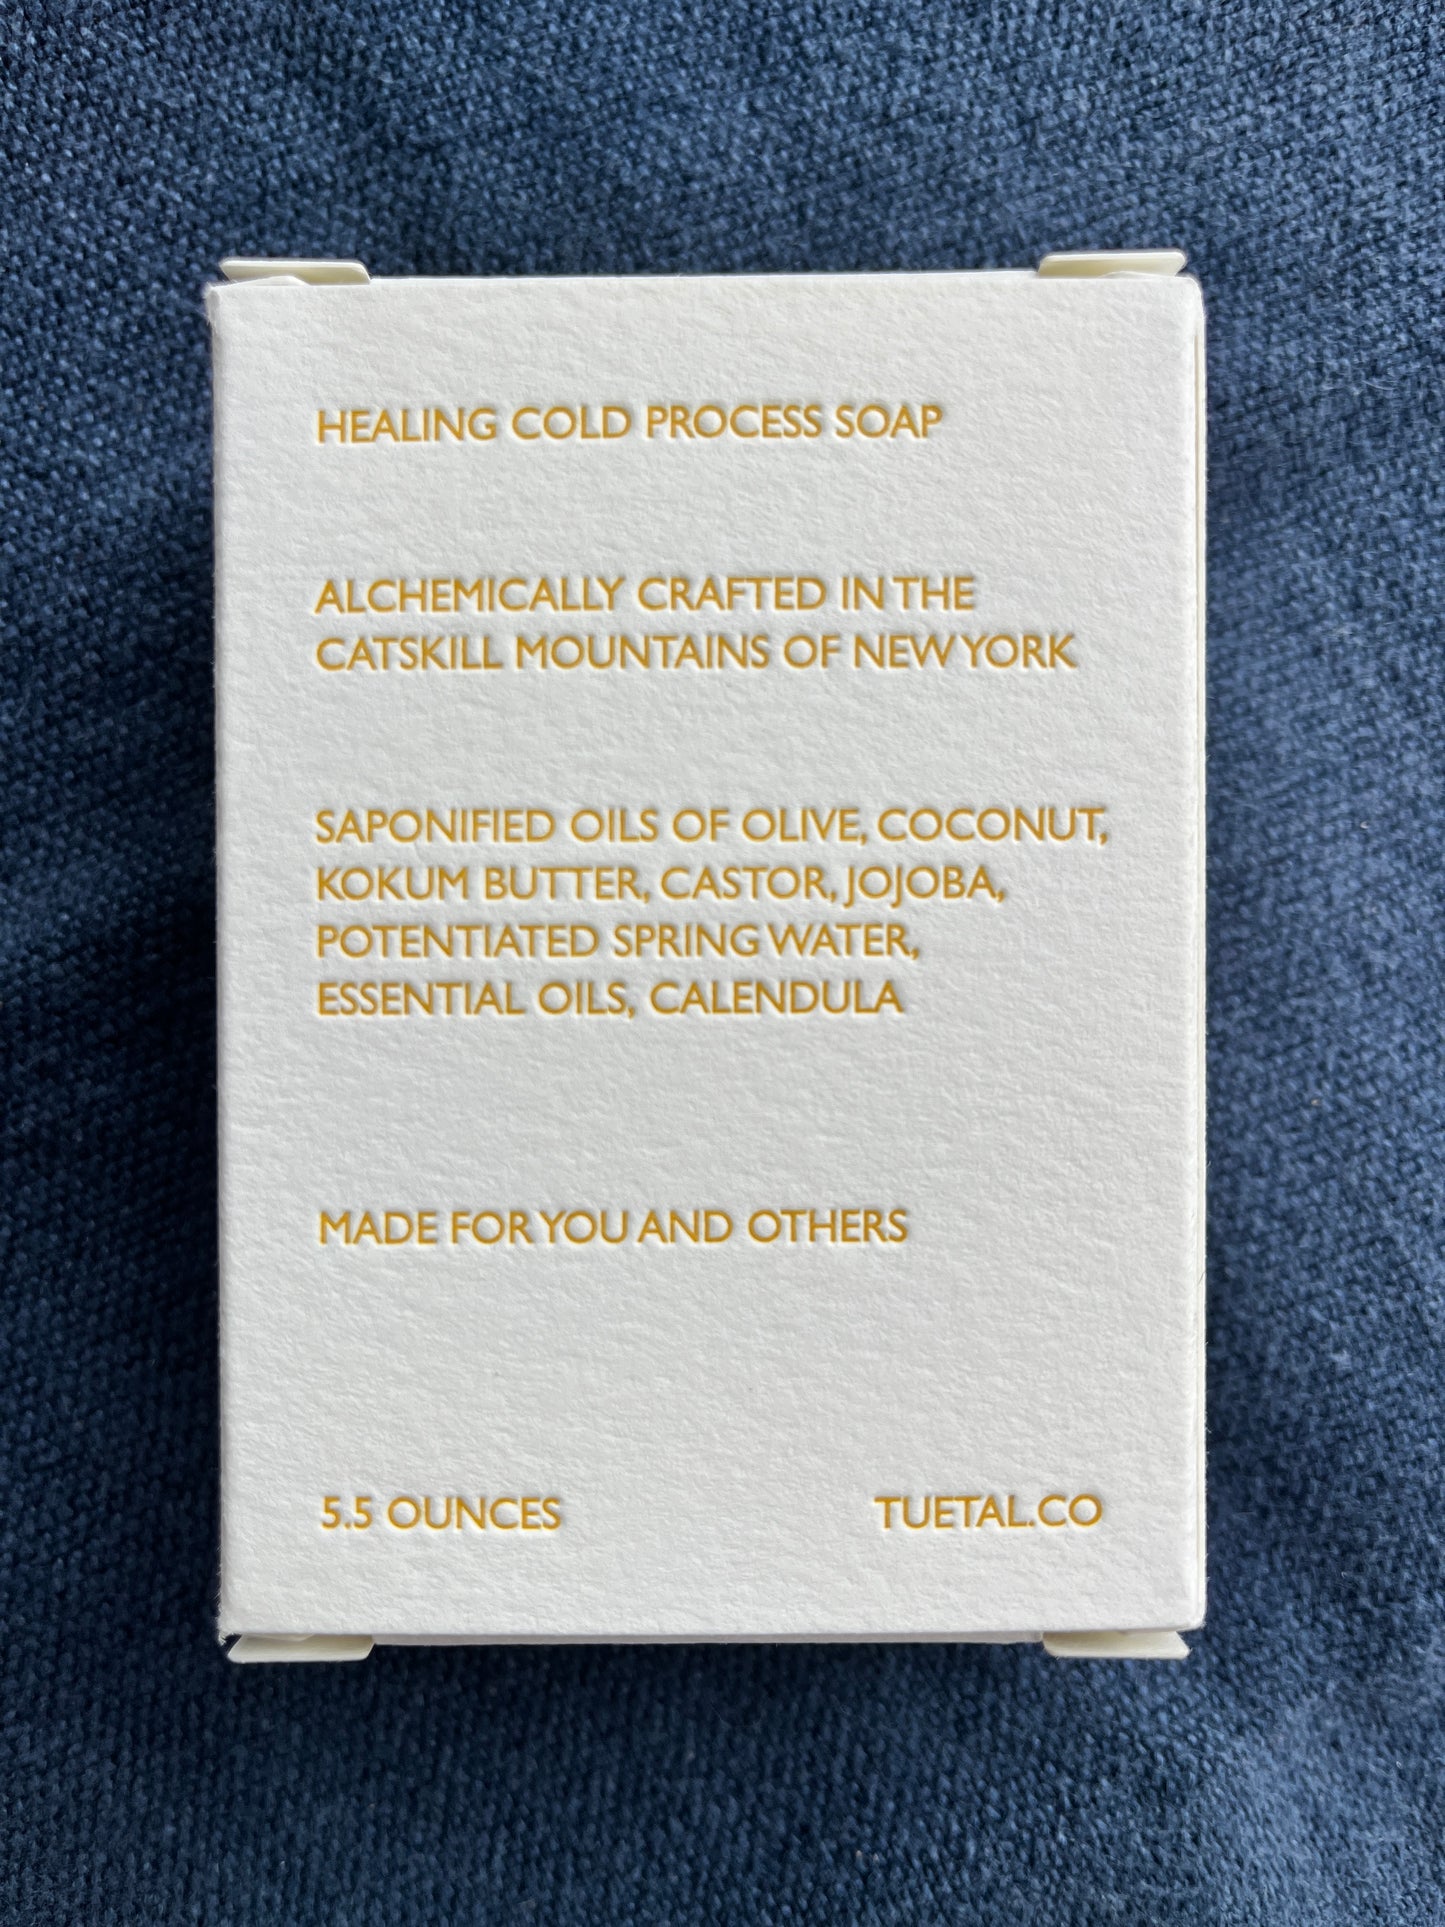 HEALING COLD PROCESS SOAP
ALCHEMICALLY CRAFTED IN THE
CATSKILL MOUNTAINS OF NEW YORK
SAPONIFIED OILS OF OLIVE, COCONUT,
KOKUM BUTTER, CASTOR, JOJOBA,
POTENTIATED SPRING WATER,
ESSENTIAL OILS, CALENDULA
MADE FOR YOU AND OTHERS
5.5 OUNCES
TUETAL.CO